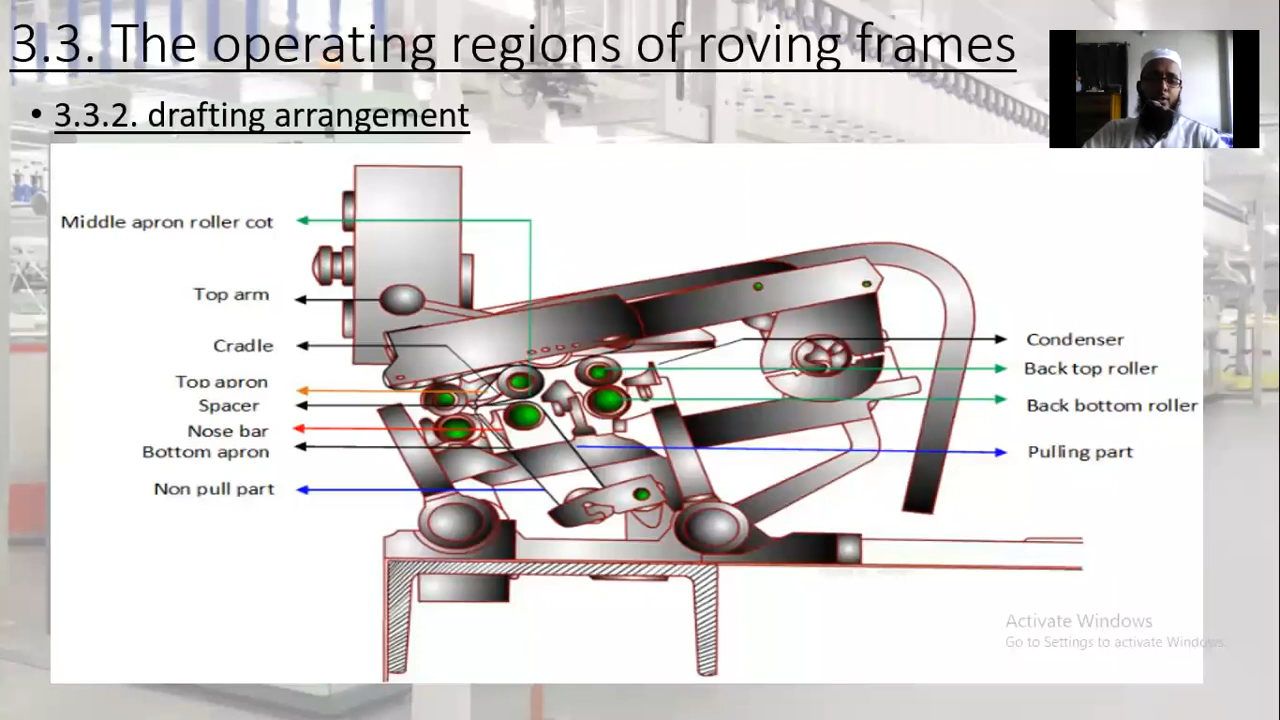 3.3. The operating regions of roving frames
• 3.3.2. drafting arrangement
Middle apron roller cot
Top arm
Cradle
Top apron
Spacer
Nose bar
Bottom apron
Non pull part
Condenser
Back top roller
Back bottom roller
Pulling part
Activate Windows
Go to Settings to activate Windows.